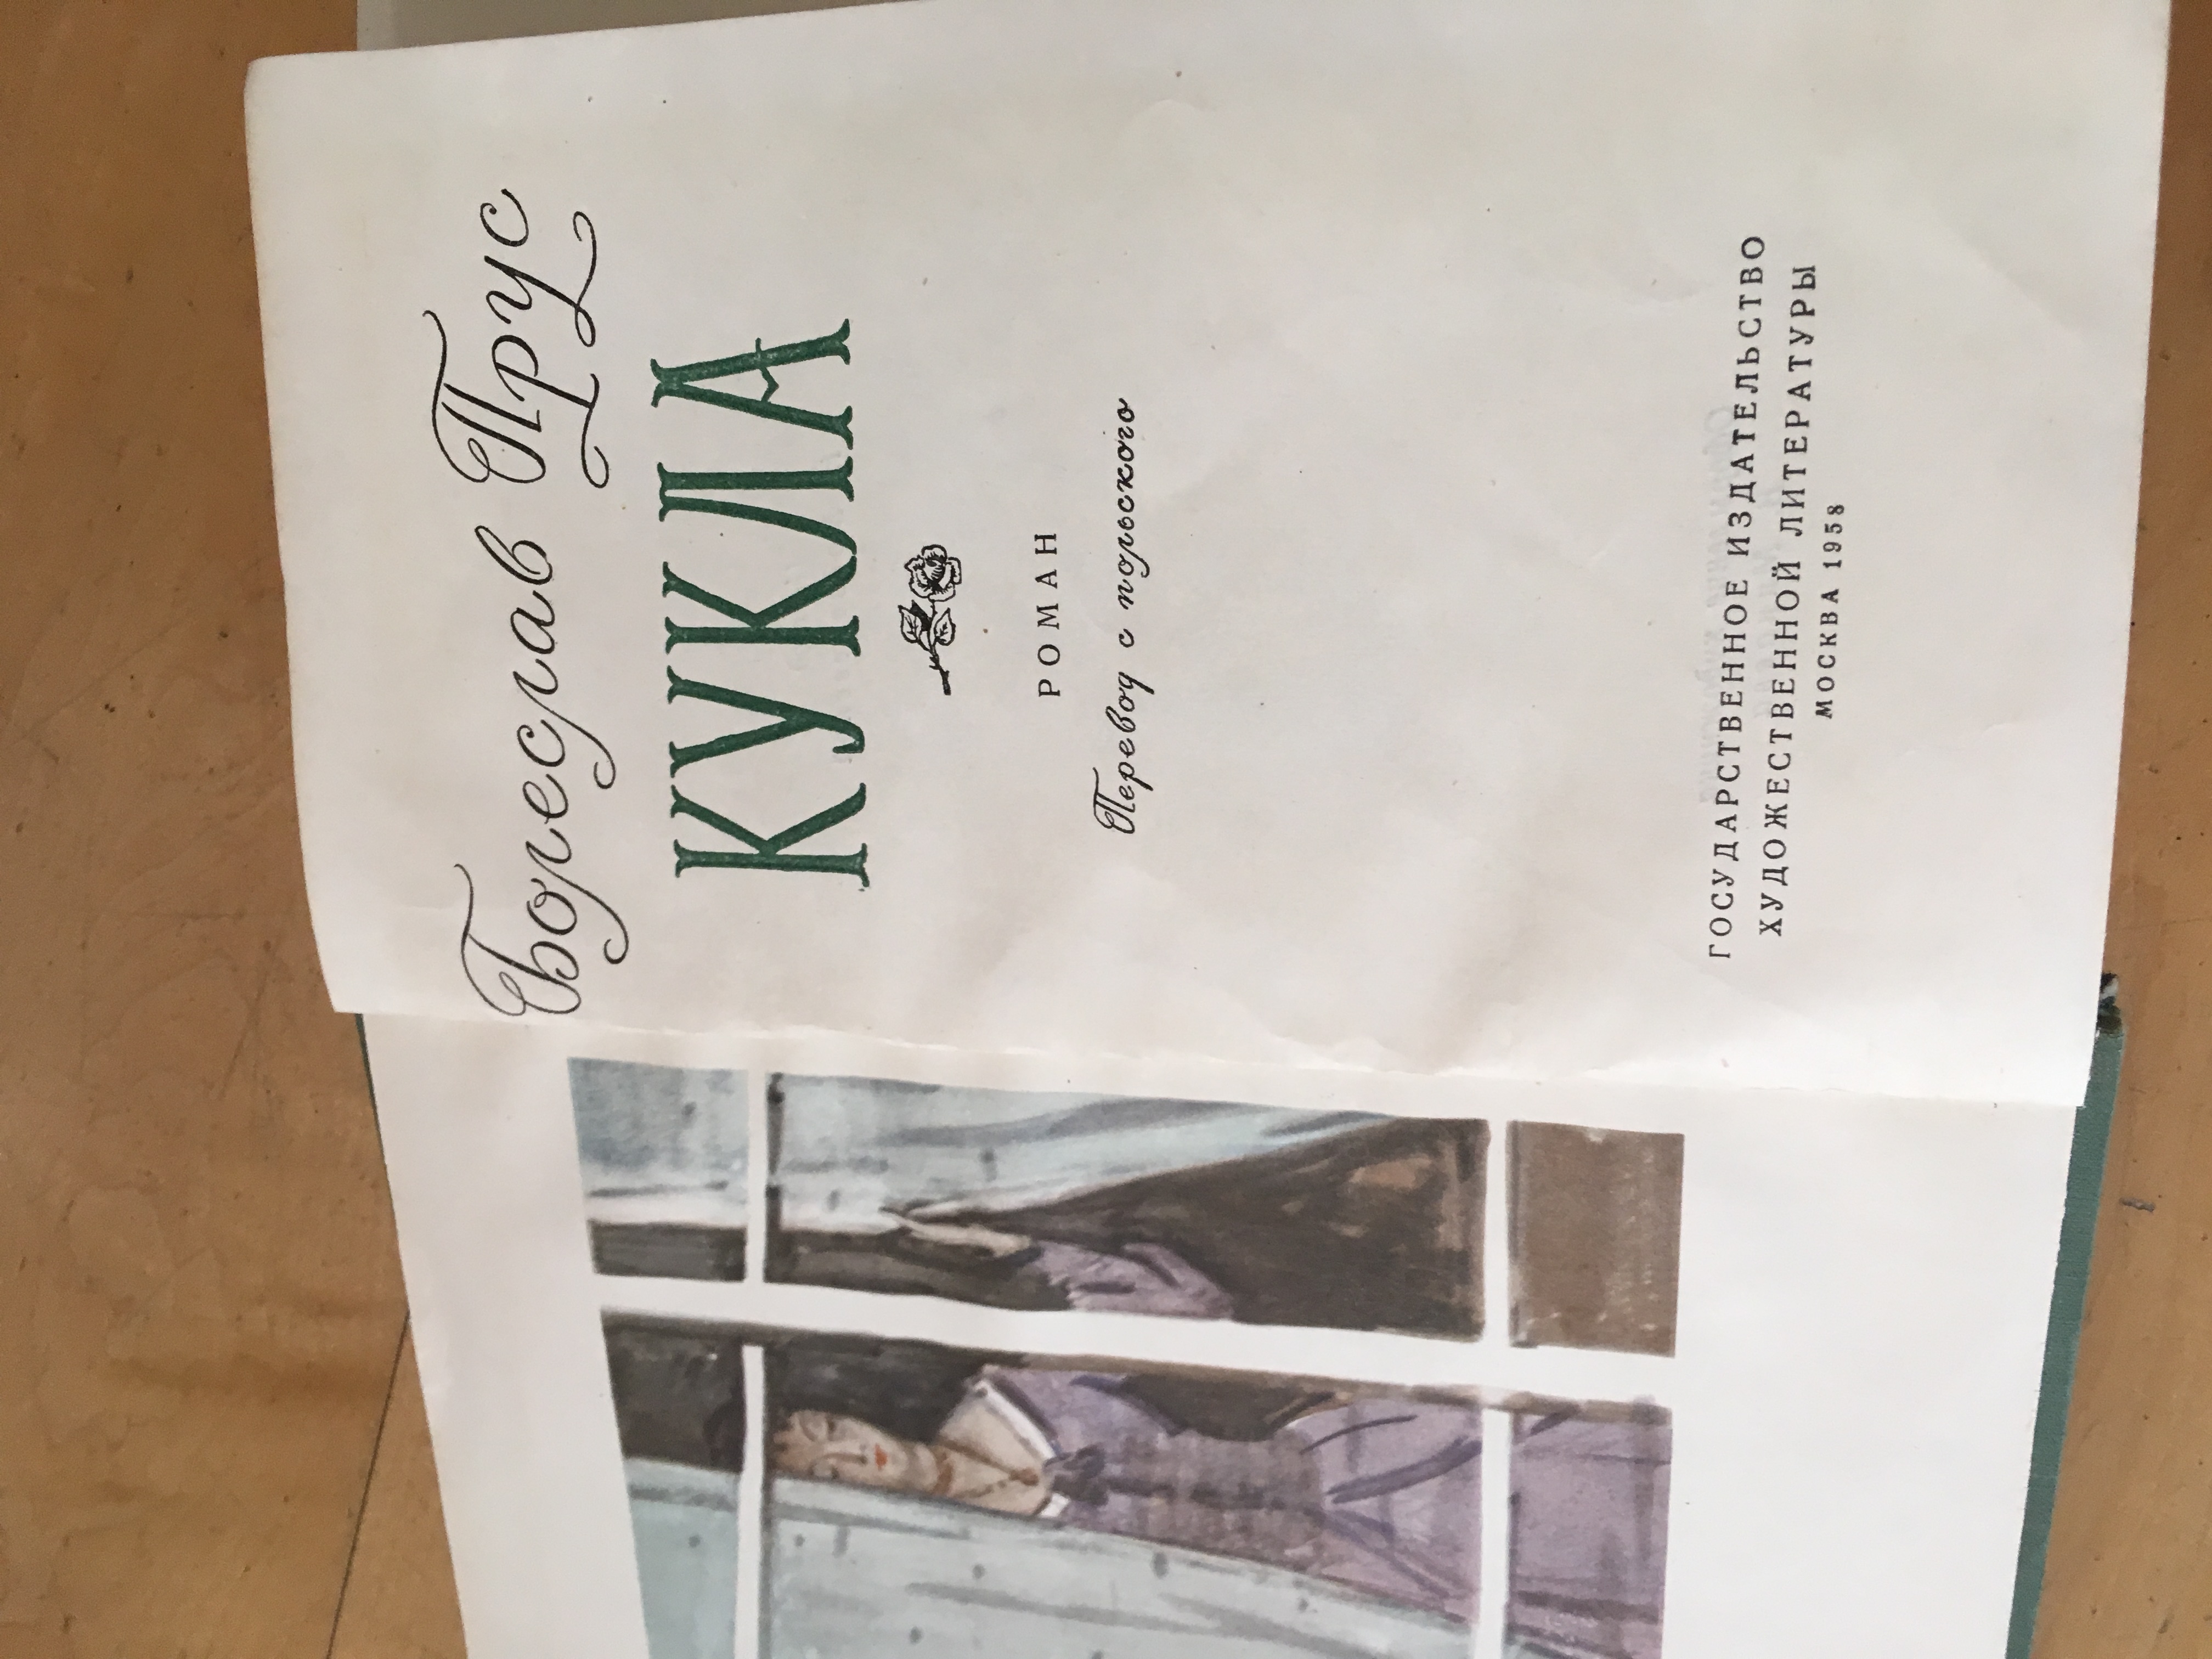 Болеслав Прус
КУКЛА
РОМАН
Перевод с польского
ГОСУДАРСТВЕННОЕ ИЗДАТЕЛЬСТВО
ХУДОЖЕСТВЕННОЙ ЛИТЕРАТУРЫ
МОСКВА 1958